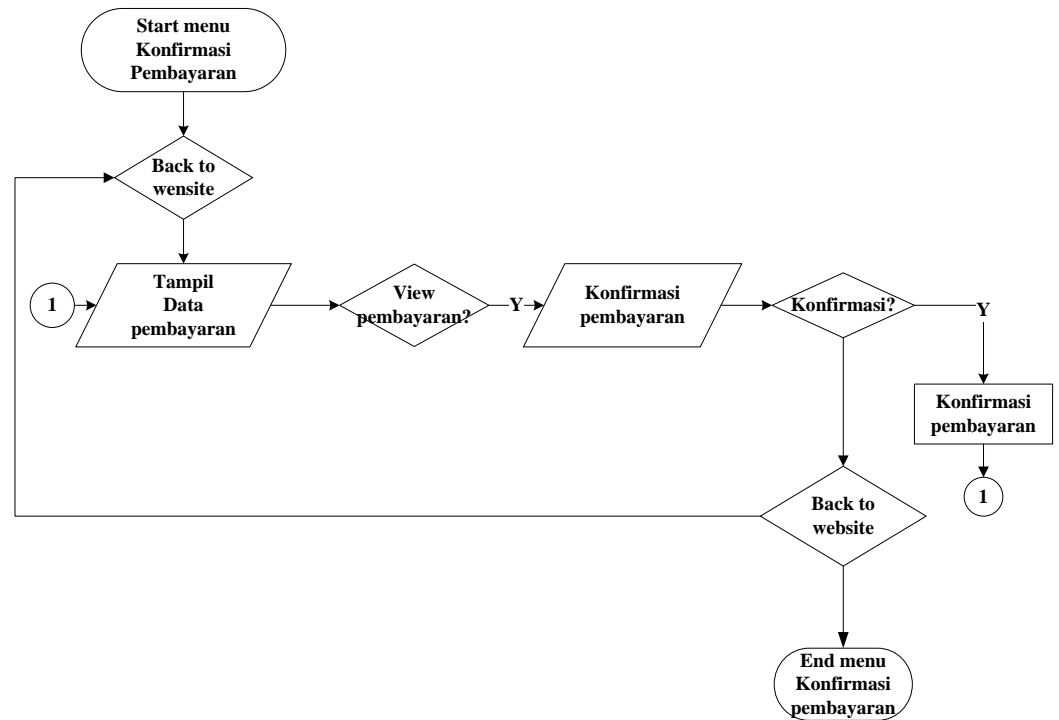 Start menu
Konfirmasi
Pembayaran
Back to
wensite
1
Tampil
Data
pembayaran
View
pembayaran?
Y
Konfirmasi
pembayaran
Konfirmasi?
Y
Konfirmasi
pembayaran
1
Back to
website
End menu
Konfirmasi
pembayaran